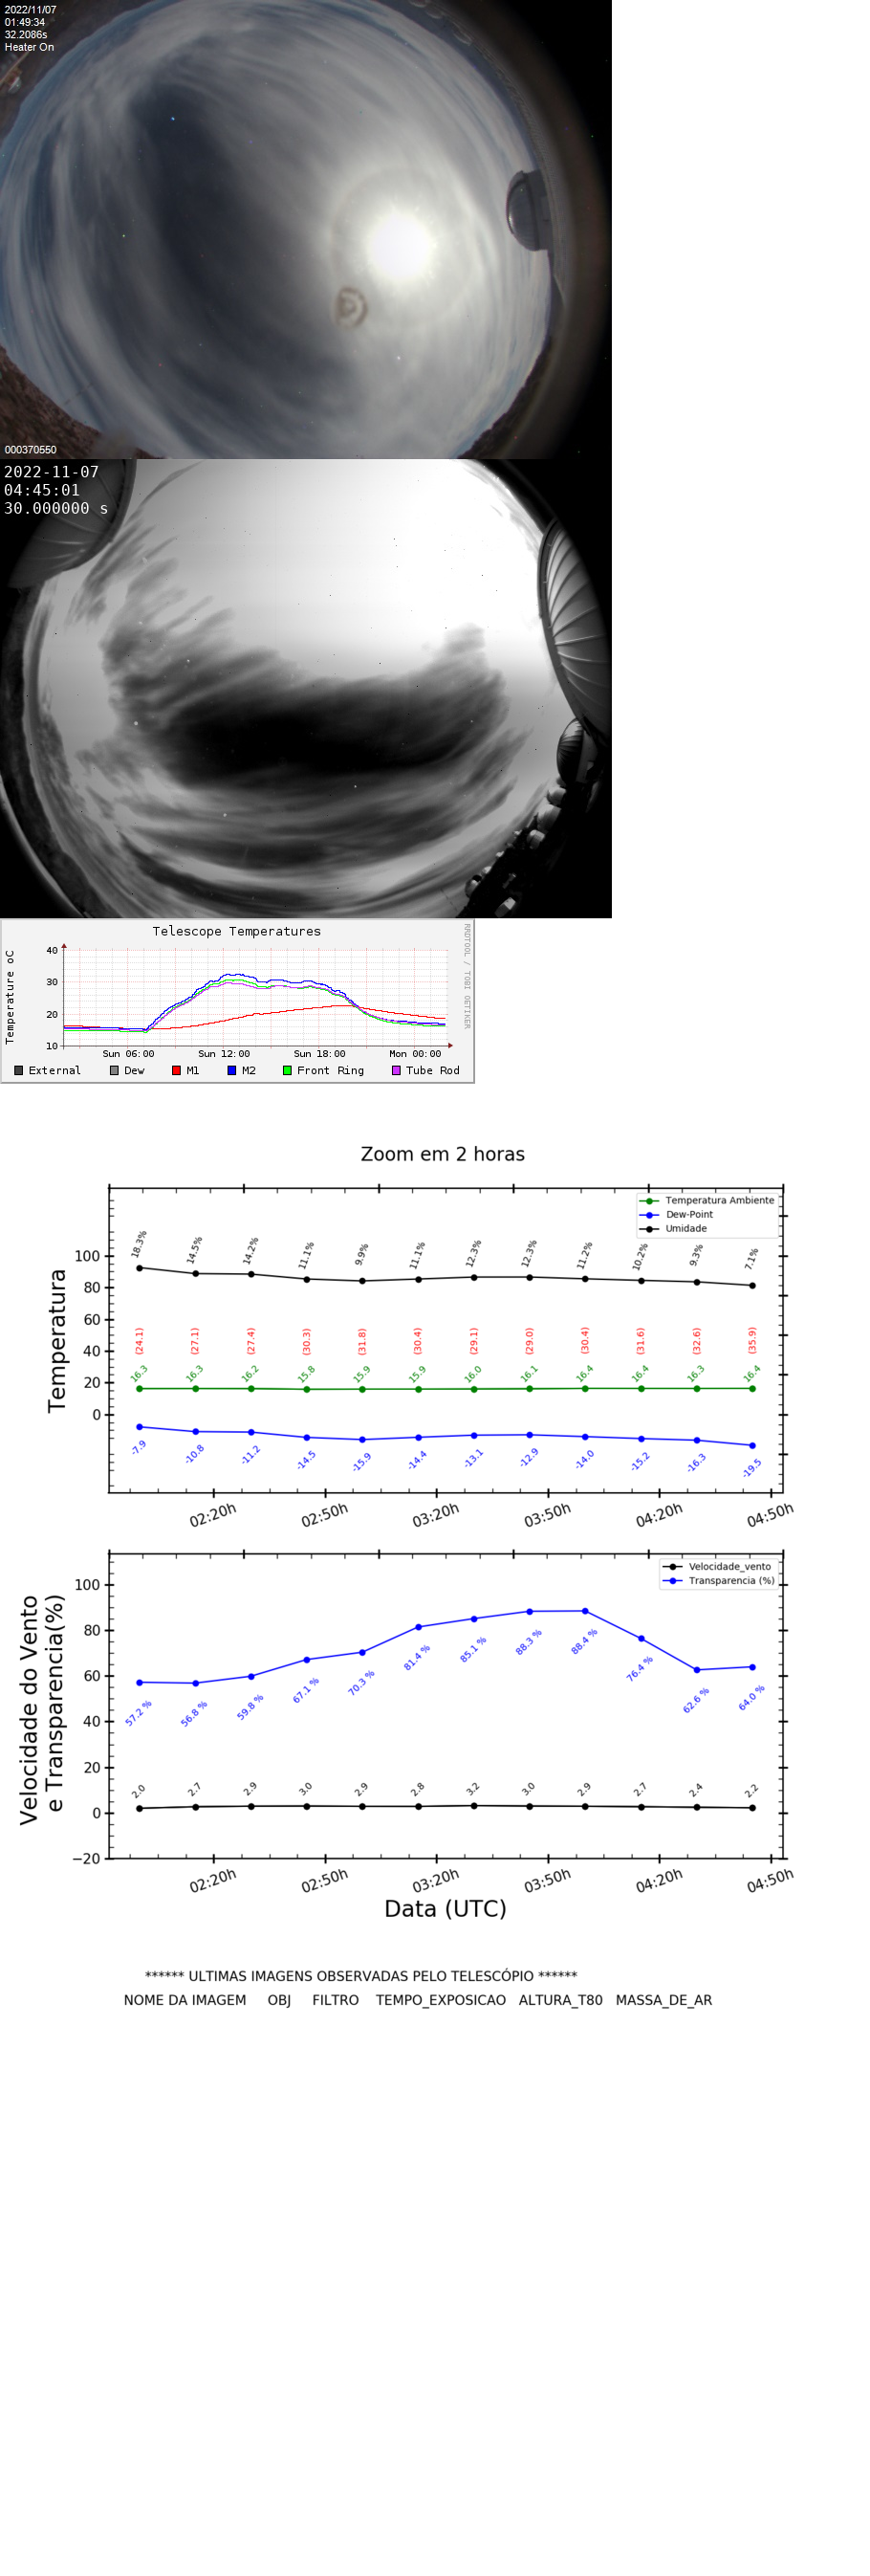 2022/11/07
01:49:34
32.2086s
Heater On
000370550
2022-11-07
04:45:01
30.000000 s
Telescope Temperatures
RRDTOOL / TOBI OETIKER
Temperature oC
40
30
20
10
Sun 06:00 Sun 12:00 Sun 18:00 Mon 00:00
External Dew M1 M2 Front Ring Tube Rod
Zoom em 2 horas
Temperatura Ambiente
Dew-Point
Umidade
Temperatura
100
80
60
40
20
0
18.3% 14.5% 14.2% 11.1% 9.9% 11.1% 12.3% 12.3% 11.2% 10.2% 9.3% 7.1%
(24.1) (27.1) (27.4) (30.3) (31.8) (30.4) (29.1) (29.0) (30.4) (31.6) (32.6) (35.9)
16.3 16.3 16.2 15.8 15.9 15.9 16.0 16.1 16.4 16.4 16.3 16.4
-7.9 -10.8 -11.2 -14.5 -15.9 -14.4 -13.1 -12.9 -14.0 -15.2 -16.3 -19.5
02:20h 02:50h 03:20h 03:50h 04:20h 04:50h
Velocidade_vento
Transparencia (%)
Velocidade do Vento
e Transparencia(%)
100
80
60
40
20
0
−20
57.2 % 56.8 % 59.8 % 67.1 % 70.3 % 81.4 % 85.1 % 88.3 % 88.4 % 76.4 % 62.6 % 64.0 %
2.0 2.7 2.9 3.0 2.9 2.8 3.2 3.0 2.9 2.7 2.4 2.2
02:20h 02:50h 03:20h 03:50h 04:20h 04:50h
Data (UTC)
****** ULTIMAS IMAGENS OBSERVADAS PELO TELESCÓPIO ******
NOME DA IMAGEM OBJ FILTRO TEMPO_EXPOSICAO ALTURA_T80 MASSA_DE_AR